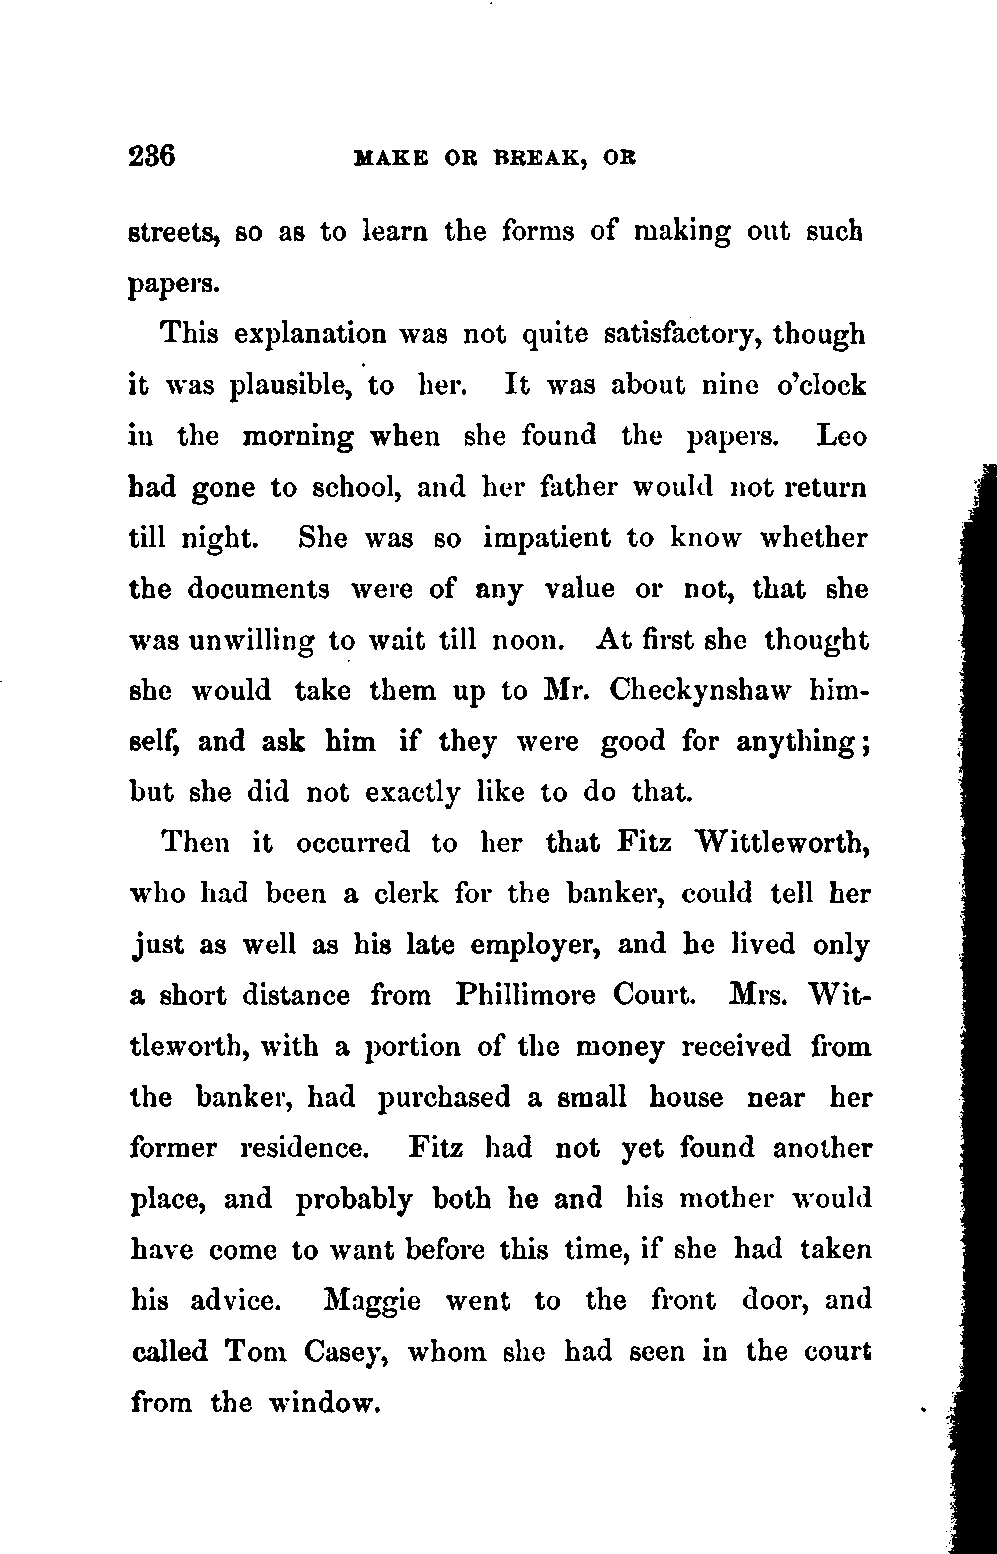 236 MAKE OR BREAK, OR
streets, so as to learn the forms of making out such
papers.
This explanation was not quite satisfactory, though
it was plausible, to her. It was about nine o'clock
in the morning when she found the papers. Leo
had gone to school, and her father would not return
till night. She was so impatient to know whether
the documents were of any value or not, that she
was unwilling to wait till noon. At first she thought
she would take them up to Mr. Checkynshaw him-
self, and ask him if they were good for anything;
but she did not exactly like to do that.
Then it occurred to her that Fitz Wittleworth,
who had been a clerk for the banker, could tell her
just as well as his late employer, and he lived only
a short distance from Phillimore Court. Mrs. Wit-
tleworth, with a portion of the money received from
the banker, had purchased a small house near her
former residence. Fitz had not yet found another
place, and probably both he and his mother would
have come to want before this time, if she had taken
his advice. Maggie went to the front door, and
called Tom Casey, whom she had seen in the court
from the window.